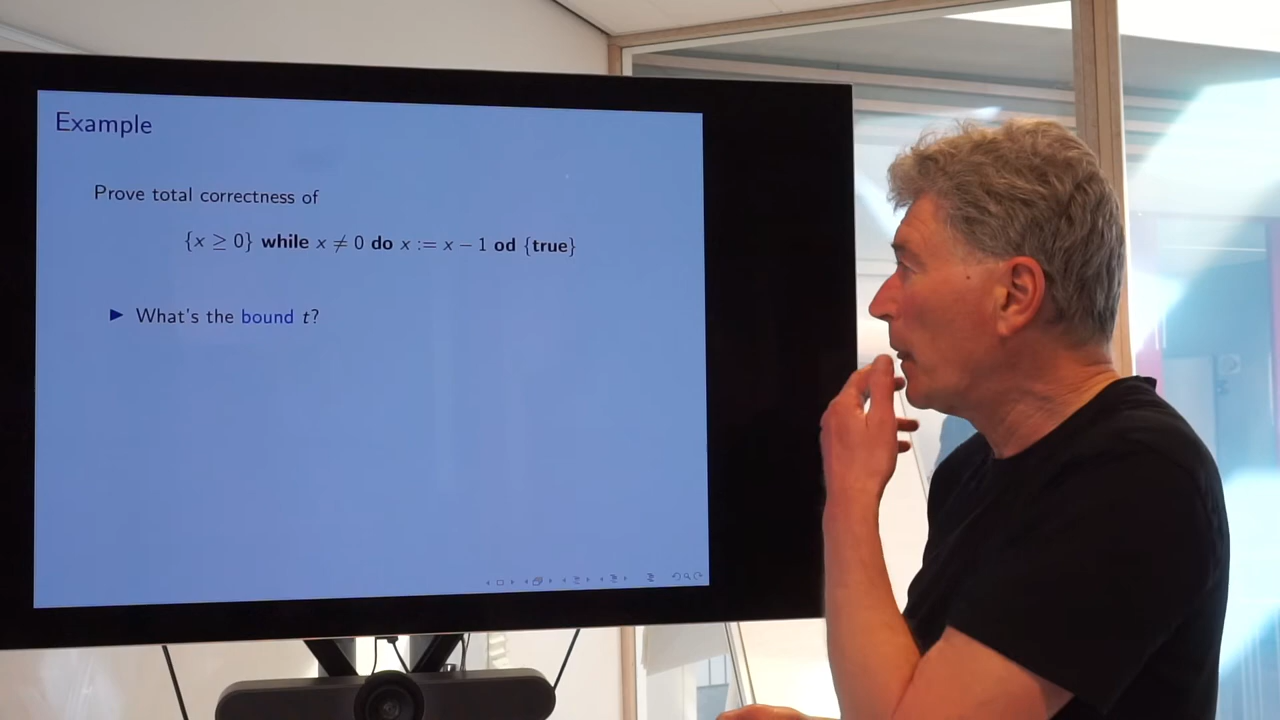 Example
Prove total correctness of
{x ≥ 0} while x ≠ 0 do x := x − 1 od {true}
▶ What's the bound t?